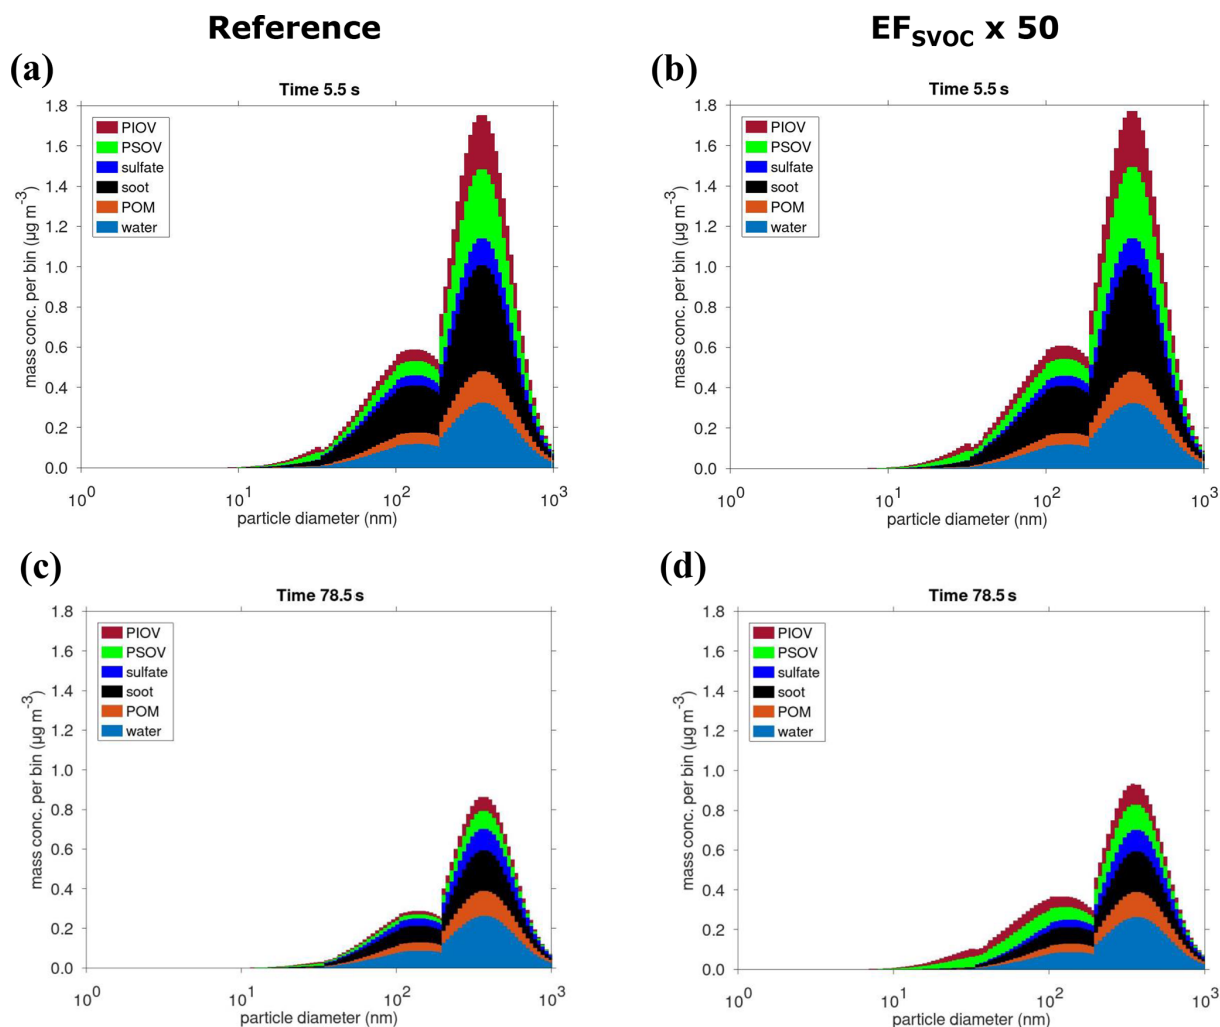 Reference
EF_SVOC x 50
(a)
Time 5.5 s
mass conc. per bin (µg m⁻³)
1.8
1.6
1.4
1.2
1.0
0.8
0.6
0.4
0.2
0.0
PIOV
PSOV
sulfate
soot
POM
water
10⁰
10¹
10²
10³
particle diameter (nm)
(b)
Time 5.5 s
mass conc. per bin (µg m⁻³)
1.8
1.6
1.4
1.2
1.0
0.8
0.6
0.4
0.2
0.0
PIOV
PSOV
sulfate
soot
POM
water
10⁰
10¹
10²
10³
particle diameter (nm)
(c)
Time 78.5 s
mass conc. per bin (µg m⁻³)
1.8
1.6
1.4
1.2
1.0
0.8
0.6
0.4
0.2
0.0
PIOV
PSOV
sulfate
soot
POM
water
10⁰
10¹
10²
10³
particle diameter (nm)
(d)
Time 78.5 s
mass conc. per bin (µg m⁻³)
1.8
1.6
1.4
1.2
1.0
0.8
0.6
0.4
0.2
0.0
PIOV
PSOV
sulfate
soot
POM
water
10⁰
10¹
10²
10³
particle diameter (nm)